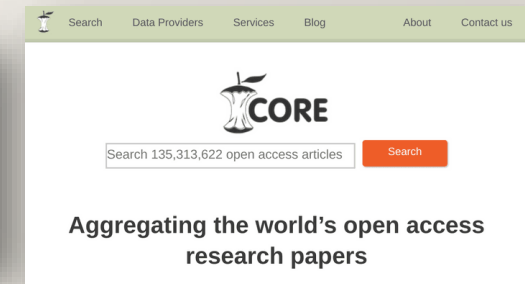 Search Data Providers Services Blog About Contact us
CORE
Search 135,313,622 open access articles Search
Aggregating the world's open access
research papers